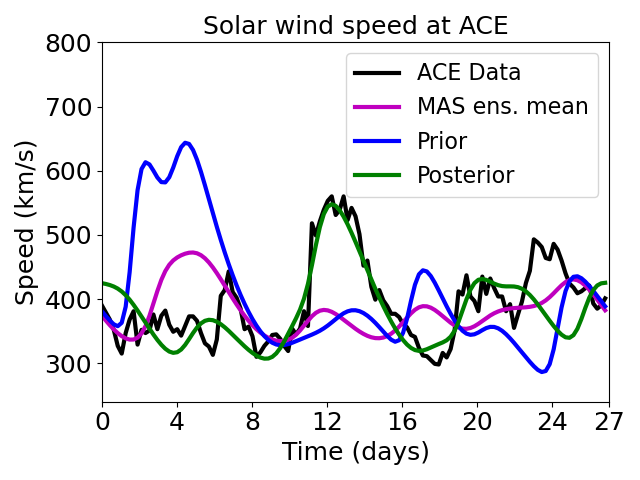 Solar wind speed at ACE
800
700
600
500
400
300
Speed (km/s)
ACE Data
MAS ens. mean
Prior
Posterior
0 4 8 12 16 20 24 27
Time (days)